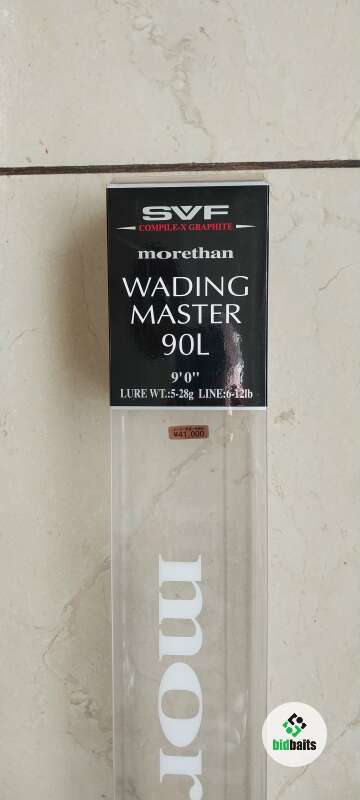 SVF
COMPILE-X GRAPHITE
morethan
WADING
MASTER
90L
9'0"
LURE WT.:5-28g LINE:6-12lb
¥41,000
mor
bidbaits